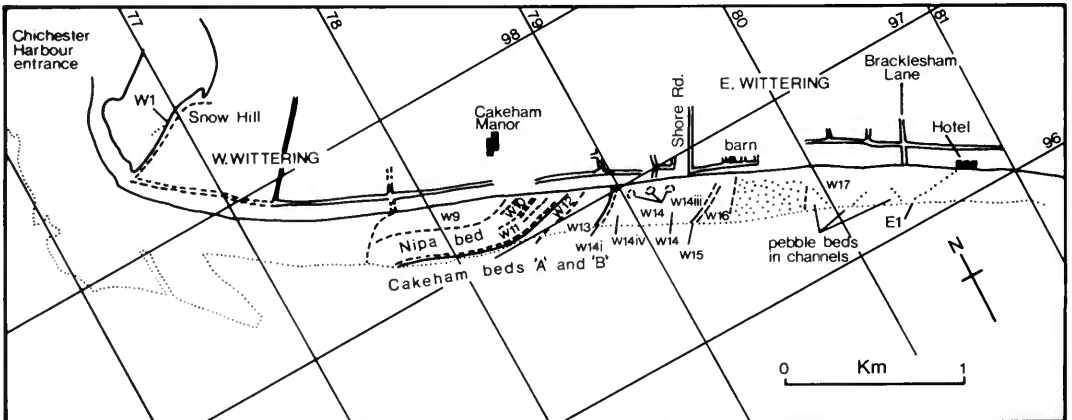 77
78
79
98
80
97
81
96
Chichester
Harbour
entrance
W1
Snow Hill
W.WITTERING
Cakeham
Manor
Shore Rd.
E. WITTERING
Bracklesham
Lane
Hotel
barn
W9
Nipa bed
W10
W11
W12
W13
W14i
W14iv
W14
W14
W14iii
W15
W16
W17
E1
pebble beds
in channels
Cakeham beds 'A' and 'B'
N
0 Km 1